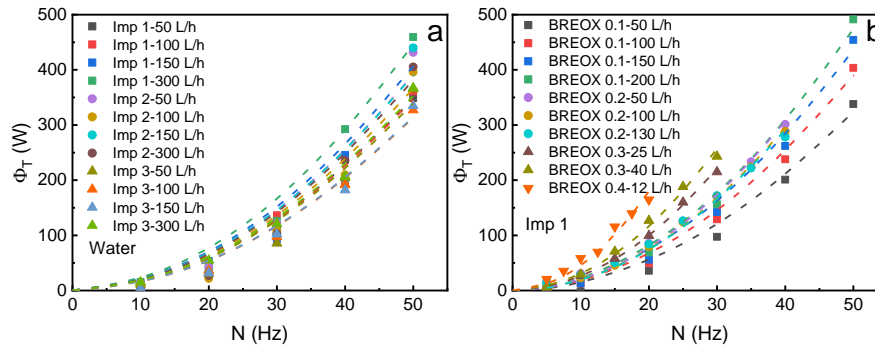 a
Imp 1-50 L/h
Imp 1-100 L/h
Imp 1-150 L/h
Imp 1-300 L/h
Imp 2-50 L/h
Imp 2-100 L/h
Imp 2-150 L/h
Imp 2-300 L/h
Imp 3-50 L/h
Imp 3-100 L/h
Imp 3-150 L/h
Imp 3-300 L/h
Water
500
400
300
200
100
0
Φ_T (W)
0 10 20 30 40 50
N (Hz)
b
BREOX 0.1-50 L/h
BREOX 0.1-100 L/h
BREOX 0.1-150 L/h
BREOX 0.1-200 L/h
BREOX 0.2-50 L/h
BREOX 0.2-100 L/h
BREOX 0.2-130 L/h
BREOX 0.3-25 L/h
BREOX 0.3-40 L/h
BREOX 0.4-12 L/h
Imp 1
500
400
300
200
100
0
Φ_T (W)
0 10 20 30 40 50
N (Hz)